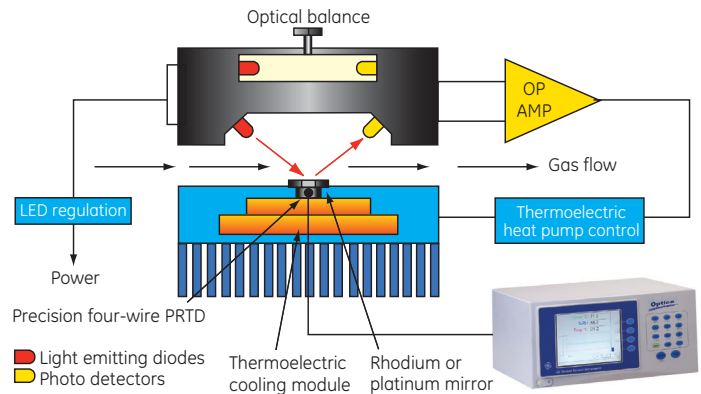 Optical balance
OP
AMP
Gas flow
LED regulation
Thermoelectric
heat pump control
Power
Precision four-wire PRTD
Optica
Light emitting diodes
Photo detectors
Thermoelectric
cooling module
Rhodium or
platinum mirror